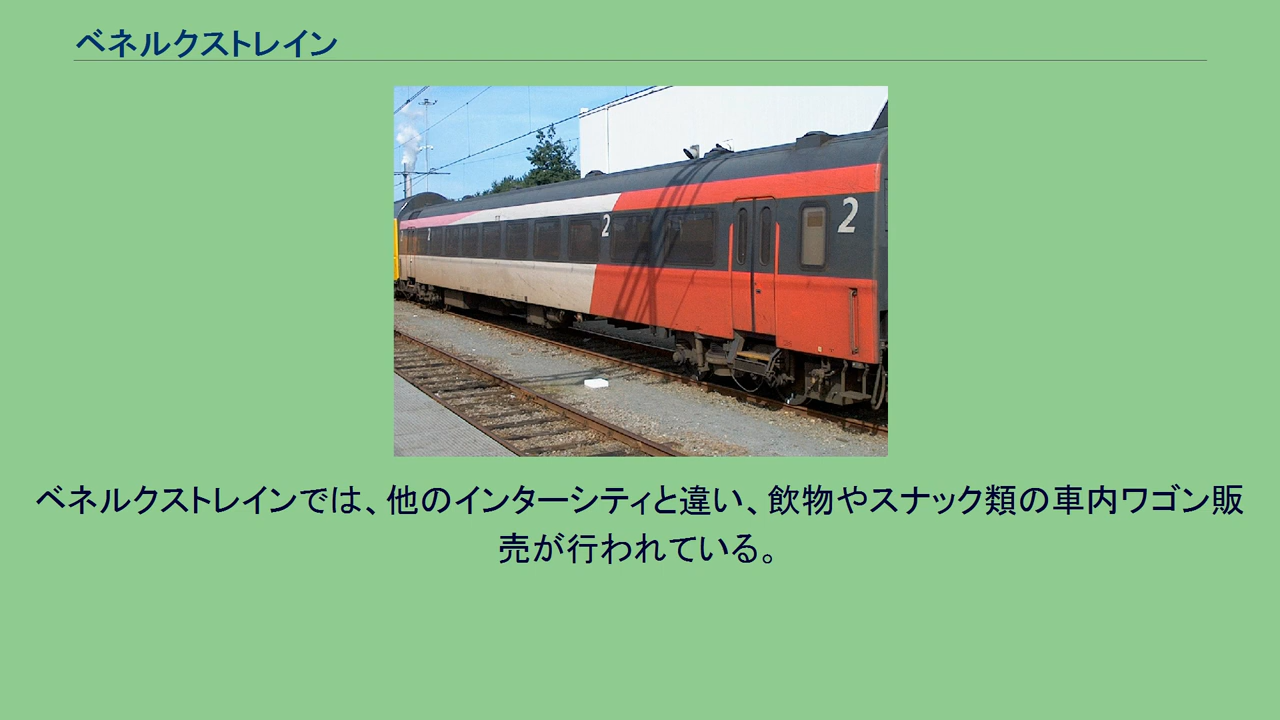 ベネルクストレイン
2
2
ベネルクストレインでは、他のインターシティと違い、飲物やスナック類の車内ワゴン販
売が行われている。